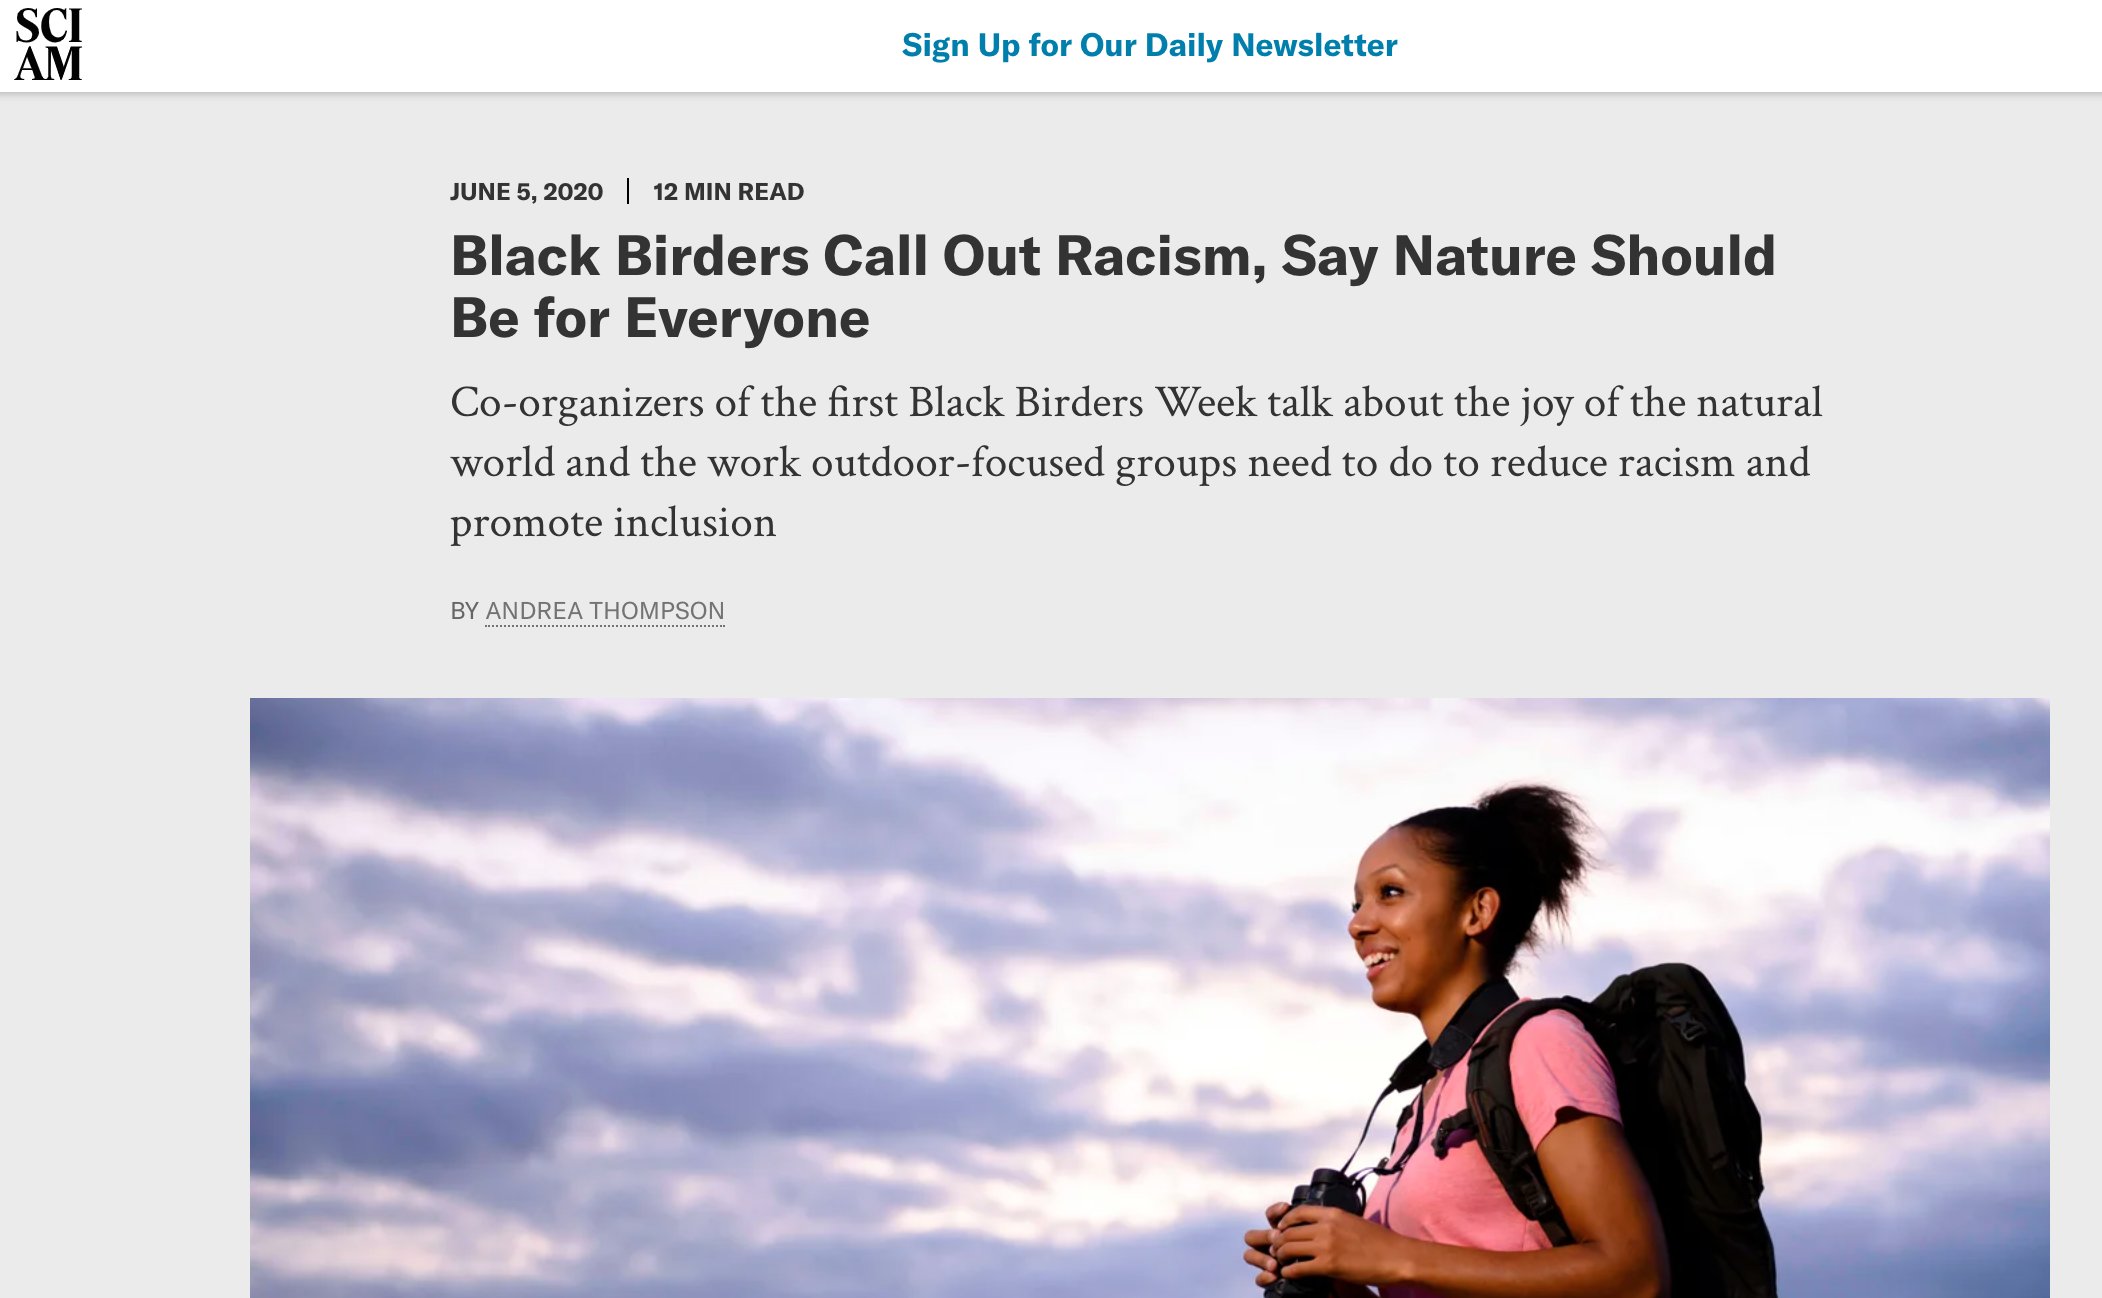 SCI
AM
Sign Up for Our Daily Newsletter
JUNE 5, 2020 | 12 MIN READ
Black Birders Call Out Racism, Say Nature Should
Be for Everyone
Co-organizers of the first Black Birders Week talk about the joy of the natural
world and the work outdoor-focused groups need to do to reduce racism and
promote inclusion
BY ANDREA THOMPSON